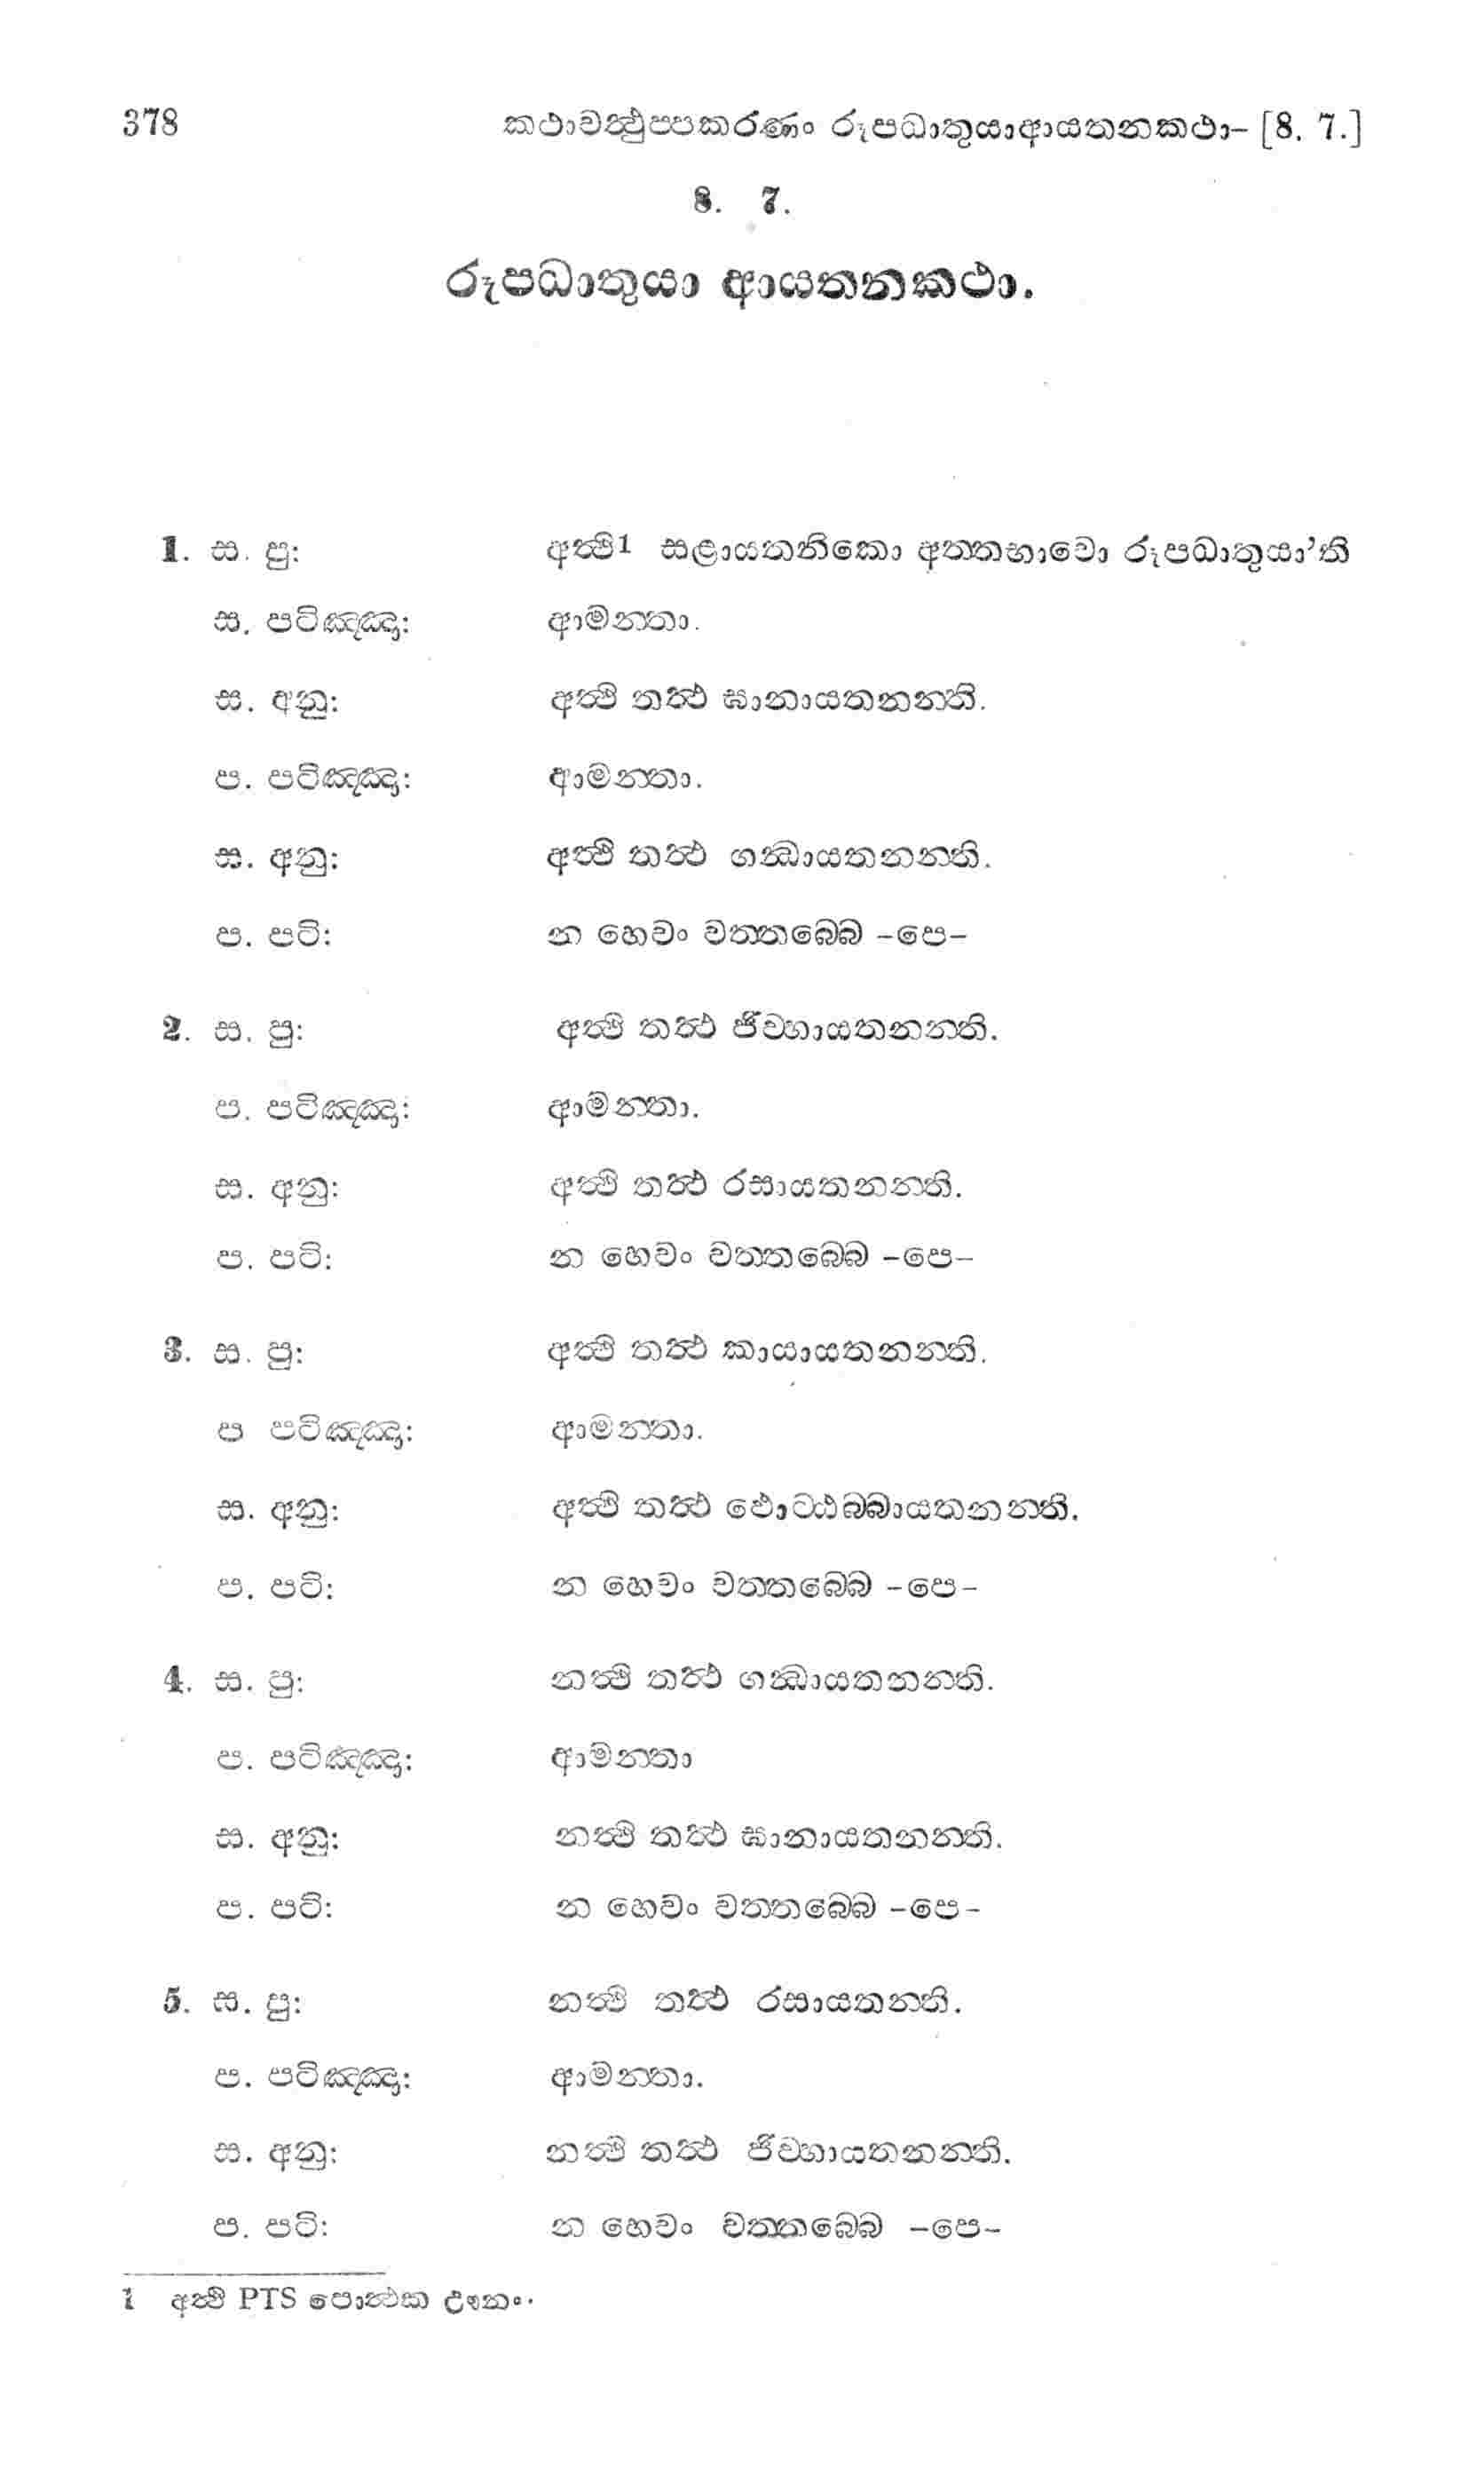 378 කථාවත්‍ථුප‍්පකරණං රූපධාතුයාආයතනකථා– [8. 7.]
8. 7.
රූපධාතුයා ආයතනකථා.
1. ස. පු: අත්‍ථි1 සළායතනිකො අත‍්තභාවො රූපධාතුයා’ති
ස. පටිඤ‍්ඤා: ආමන‍්තා.
ස. අනු: අත්‍ථි තත්‍ථ ඝානායතනන‍්ති.
ප. පටිඤ‍්ඤා: ආමන‍්තා.
ස. අනු: අත්‍ථි තත්‍ථ ගන්‍ධායතනන‍්ති.
ප. පටි: න හෙවං වත‍්තබ‍්බෙ –පෙ–
2. ස. පු: අත්‍ථි තත්‍ථ ජිව‍්හායතනන‍්ති.
ප. පටිඤ‍්ඤා: ආමන‍්තා.
ස. අනු: අත්‍ථි තත්‍ථ රසායතනන‍්ති.
ප. පටි: න හෙවං වත‍්තබ‍්බෙ –පෙ–
3. ස. පු: අත්‍ථි තත්‍ථ කායායතනන‍්ති.
ප පටිඤ‍්ඤා: ආමන‍්තා.
ස. අනු: අත්‍ථි තත්‍ථ ඵොට‍්ඨබ‍්බායතනන‍්ති.
ප. පටි: න හෙවං වත‍්තබ‍්බෙ –පෙ–
4. ස. පු: නත්‍ථි තත්‍ථ ගන්‍ධායතනන‍්ති.
ප. පටිඤ‍්ඤා: ආමන‍්තා
ස. අනු: නත්‍ථි තත්‍ථ ඝානායතනන‍්ති.
ප. පටි: න හෙවං වත‍්තබ‍්බෙ –පෙ–
5. ස. පු: නත්‍ථි තත්‍ථ රසායතන‍්ති.
ප. පටිඤ‍්ඤා: ආමන‍්තා.
ස. අනු: නත්‍ථි තත්‍ථ ජිව‍්හායතනන‍්ති.
ප. පටි: න හෙවං වත‍්තබ‍්බෙ –පෙ–
1 අත්‍ථි PTS පොත්‍ථක ඌනං.